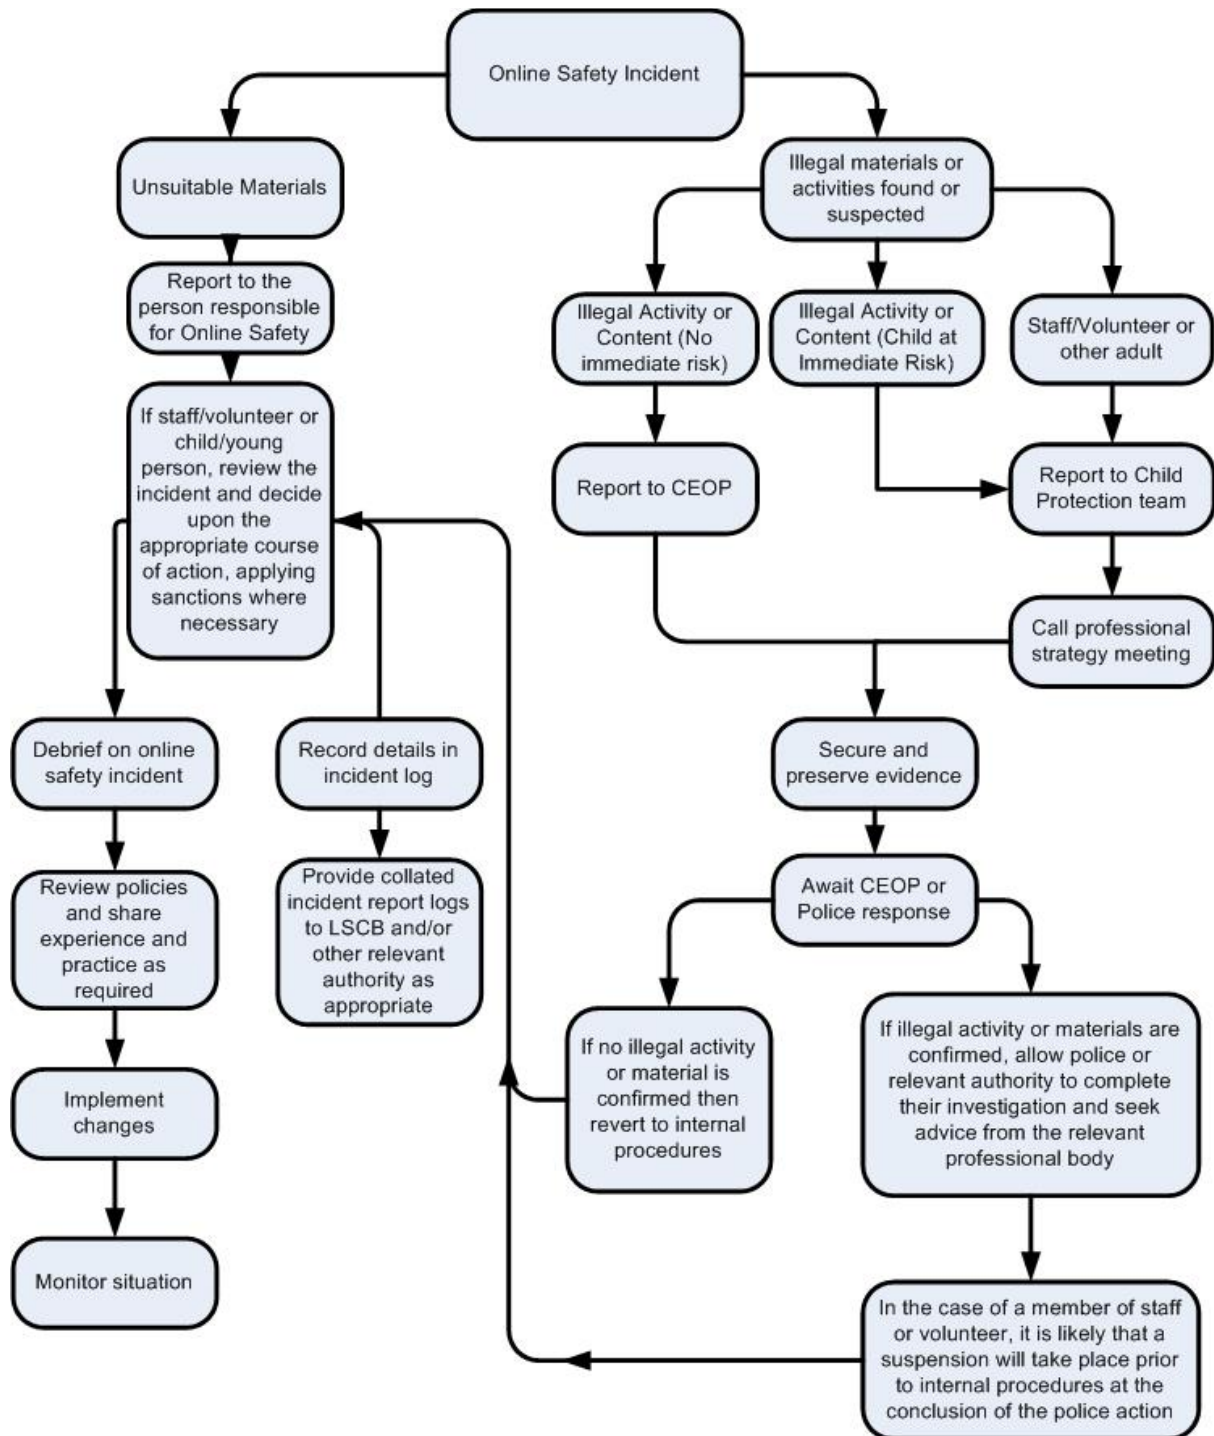 Online Safety Incident
Unsuitable Materials
Illegal materials or
activities found or
suspected
Report to the
person responsible
for Online Safety
Illegal Activity or
Content (No
immediate risk)
Illegal Activity or
Content (Child at
Immediate Risk)
Staff/Volunteer or
other adult
If staff/volunteer or
child/young
person, review the
incident and decide
upon the
appropriate course
of action, applying
sanctions where
necessary
Report to CEOP
Report to Child
Protection team
Call professional
strategy meeting
Debrief on online
safety incident
Record details in
incident log
Secure and
preserve evidence
Review policies
and share
experience and
practice as
required
Provide collated
incident report logs
to LSCB and/or
other relevant
authority as
appropriate
Await CEOP or
Police response
If no illegal activity
or material is
confirmed then
revert to internal
procedures
If illegal activity or materials are
confirmed, allow police or
relevant authority to complete
their investigation and seek
advice from the relevant
professional body
Implement
changes
Monitor situation
In the case of a member of staff
or volunteer, it is likely that a
suspension will take place prior
to internal procedures at the
conclusion of the police action